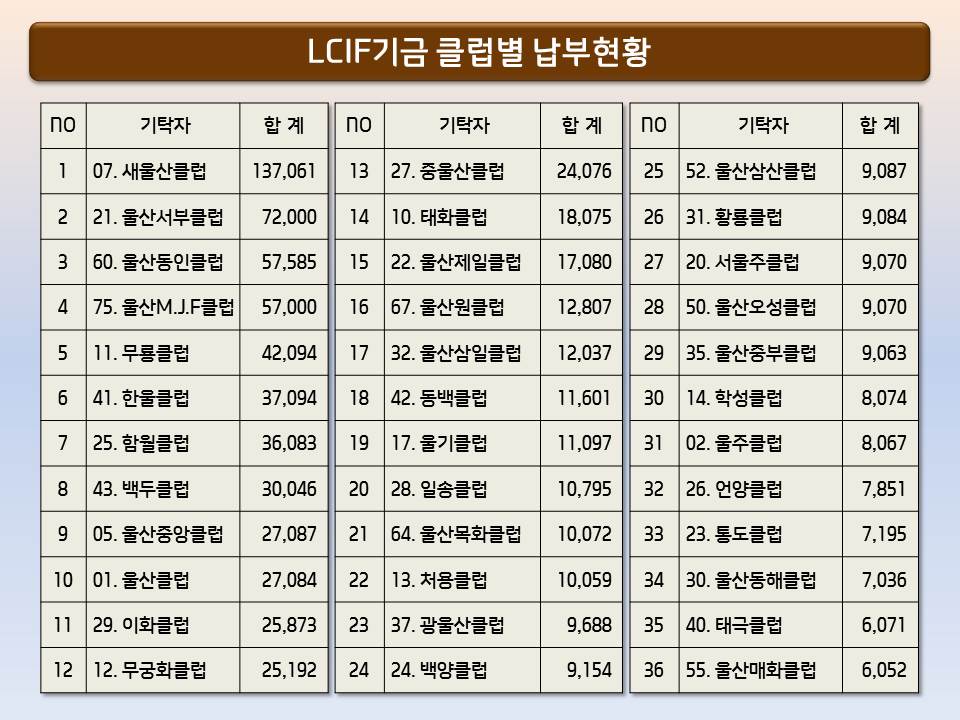 LCIF기금 클럽별 납부현황
NO 기탁자 합 계
1 07. 새울산클럽 137,061
2 21. 울산서부클럽 72,000
3 60. 울산동인클럽 57,585
4 75. 울산M.J.F클럽 57,000
5 11. 무룡클럽 42,094
6 41. 한울클럽 37,094
7 25. 함월클럽 36,083
8 43. 백두클럽 30,046
9 05. 울산중앙클럽 27,087
10 01. 울산클럽 27,084
11 29. 이화클럽 25,873
12 12. 무궁화클럽 25,192
NO 기탁자 합 계
13 27. 중울산클럽 24,076
14 10. 태화클럽 18,075
15 22. 울산제일클럽 17,080
16 67. 울산원클럽 12,807
17 32. 울산삼일클럽 12,037
18 42. 동백클럽 11,601
19 17. 울기클럽 11,097
20 28. 일송클럽 10,795
21 64. 울산목화클럽 10,072
22 13. 처용클럽 10,059
23 37. 광울산클럽 9,688
24 24. 백양클럽 9,154
NO 기탁자 합 계
25 52. 울산삼산클럽 9,087
26 31. 황룡클럽 9,084
27 20. 서울주클럽 9,070
28 50. 울산오성클럽 9,070
29 35. 울산중부클럽 9,063
30 14. 학성클럽 8,074
31 02. 울주클럽 8,067
32 26. 언양클럽 7,851
33 23. 통도클럽 7,195
34 30. 울산동해클럽 7,036
35 40. 태극클럽 6,071
36 55. 울산매화클럽 6,052